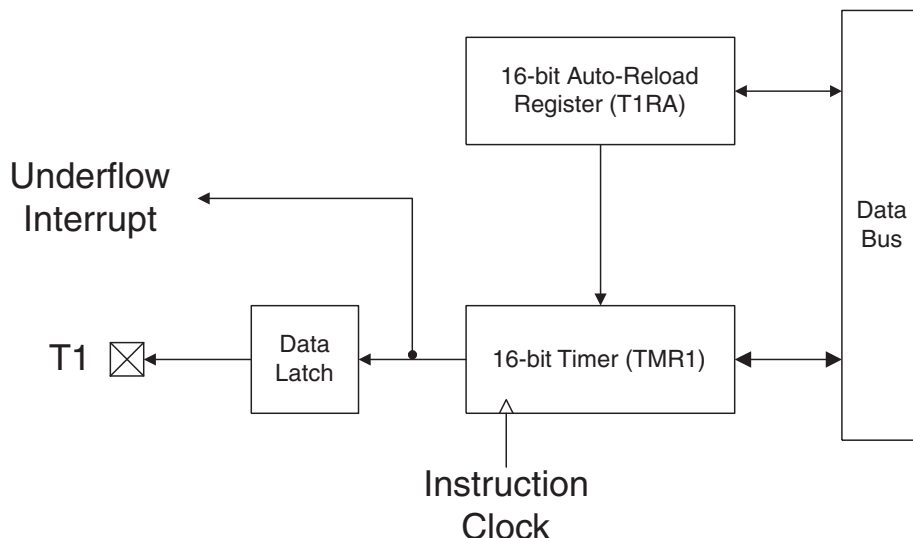 16-bit Auto-Reload
Register (T1RA)
Underflow
Interrupt
Data
Bus
T1
Data
Latch
16-bit Timer (TMR1)
Instruction
Clock